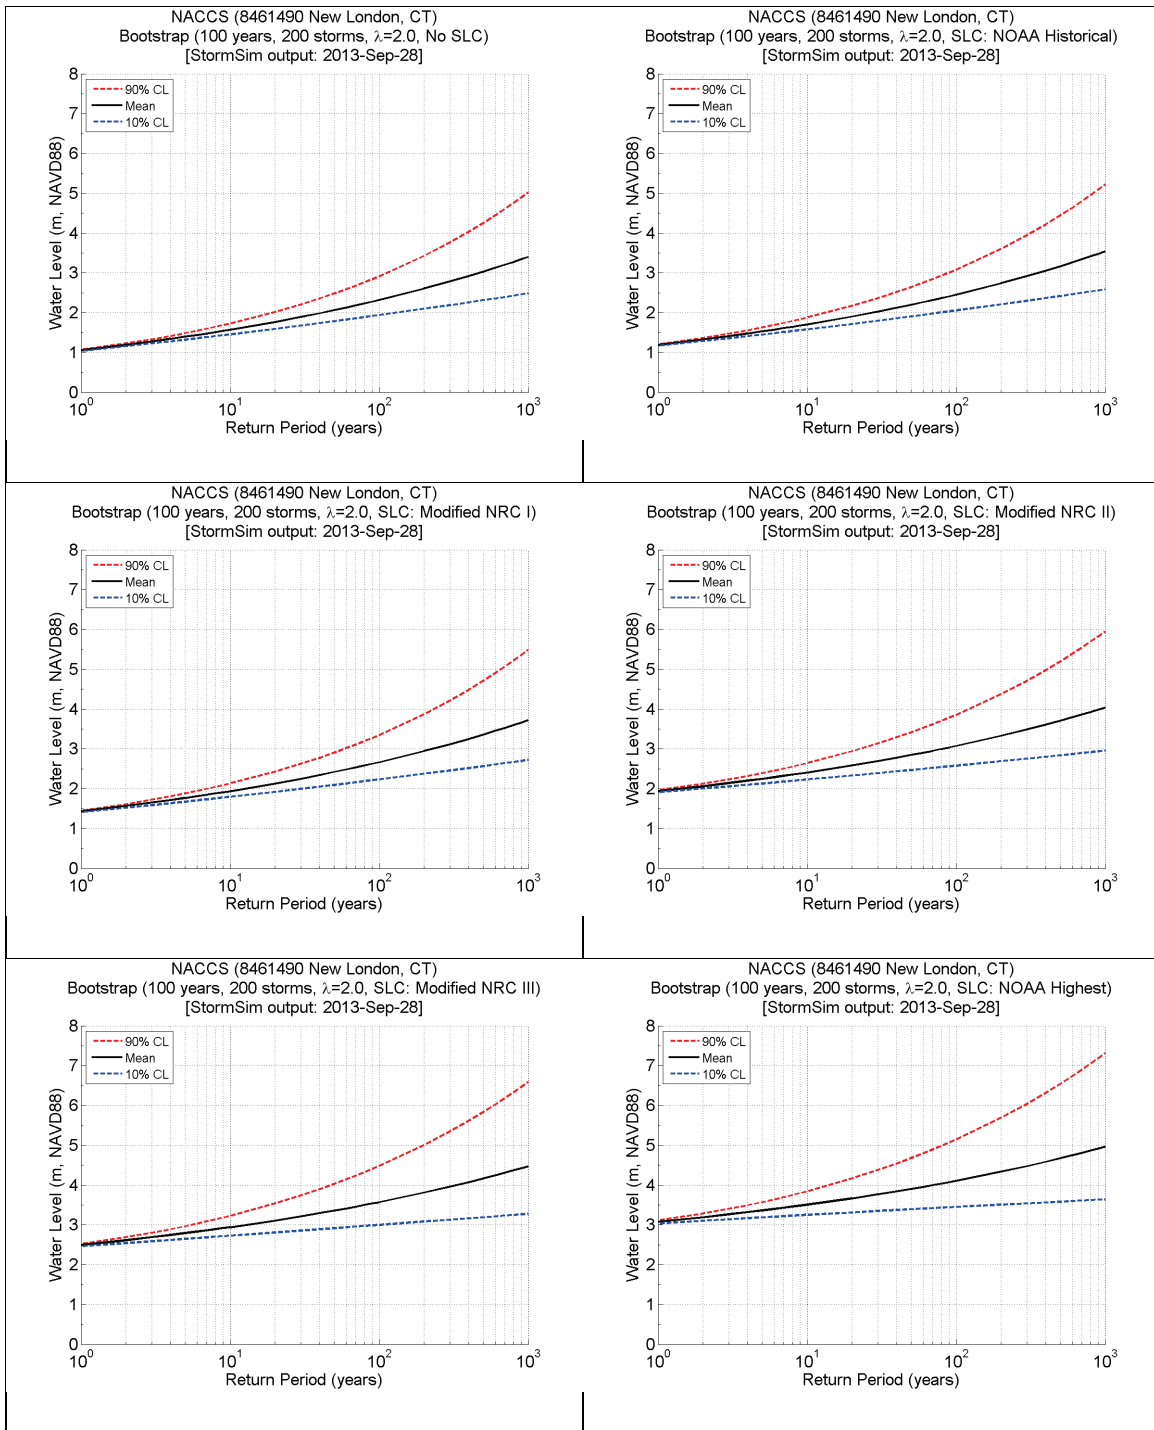 NACCS (8461490 New London, CT)
Bootstrap (100 years, 200 storms, λ=2.0, No SLC)
[StormSim output: 2013-Sep-28]
90% CL
Mean
10% CL
Water Level (m, NAVD88)
8
7
6
5
4
3
2
1
0
10^0 10^1 10^2 10^3
Return Period (years)
NACCS (8461490 New London, CT)
Bootstrap (100 years, 200 storms, λ=2.0, SLC: NOAA Historical)
[StormSim output: 2013-Sep-28]
90% CL
Mean
10% CL
Water Level (m, NAVD88)
8
7
6
5
4
3
2
1
0
10^0 10^1 10^2 10^3
Return Period (years)
NACCS (8461490 New London, CT)
Bootstrap (100 years, 200 storms, λ=2.0, SLC: Modified NRC I)
[StormSim output: 2013-Sep-28]
90% CL
Mean
10% CL
Water Level (m, NAVD88)
8
7
6
5
4
3
2
1
0
10^0 10^1 10^2 10^3
Return Period (years)
NACCS (8461490 New London, CT)
Bootstrap (100 years, 200 storms, λ=2.0, SLC: Modified NRC II)
[StormSim output: 2013-Sep-28]
90% CL
Mean
10% CL
Water Level (m, NAVD88)
8
7
6
5
4
3
2
1
0
10^0 10^1 10^2 10^3
Return Period (years)
NACCS (8461490 New London, CT)
Bootstrap (100 years, 200 storms, λ=2.0, SLC: Modified NRC III)
[StormSim output: 2013-Sep-28]
90% CL
Mean
10% CL
Water Level (m, NAVD88)
8
7
6
5
4
3
2
1
0
10^0 10^1 10^2 10^3
Return Period (years)
NACCS (8461490 New London, CT)
Bootstrap (100 years, 200 storms, λ=2.0, SLC: NOAA Highest)
[StormSim output: 2013-Sep-28]
90% CL
Mean
10% CL
Water Level (m, NAVD88)
8
7
6
5
4
3
2
1
0
10^0 10^1 10^2 10^3
Return Period (years)